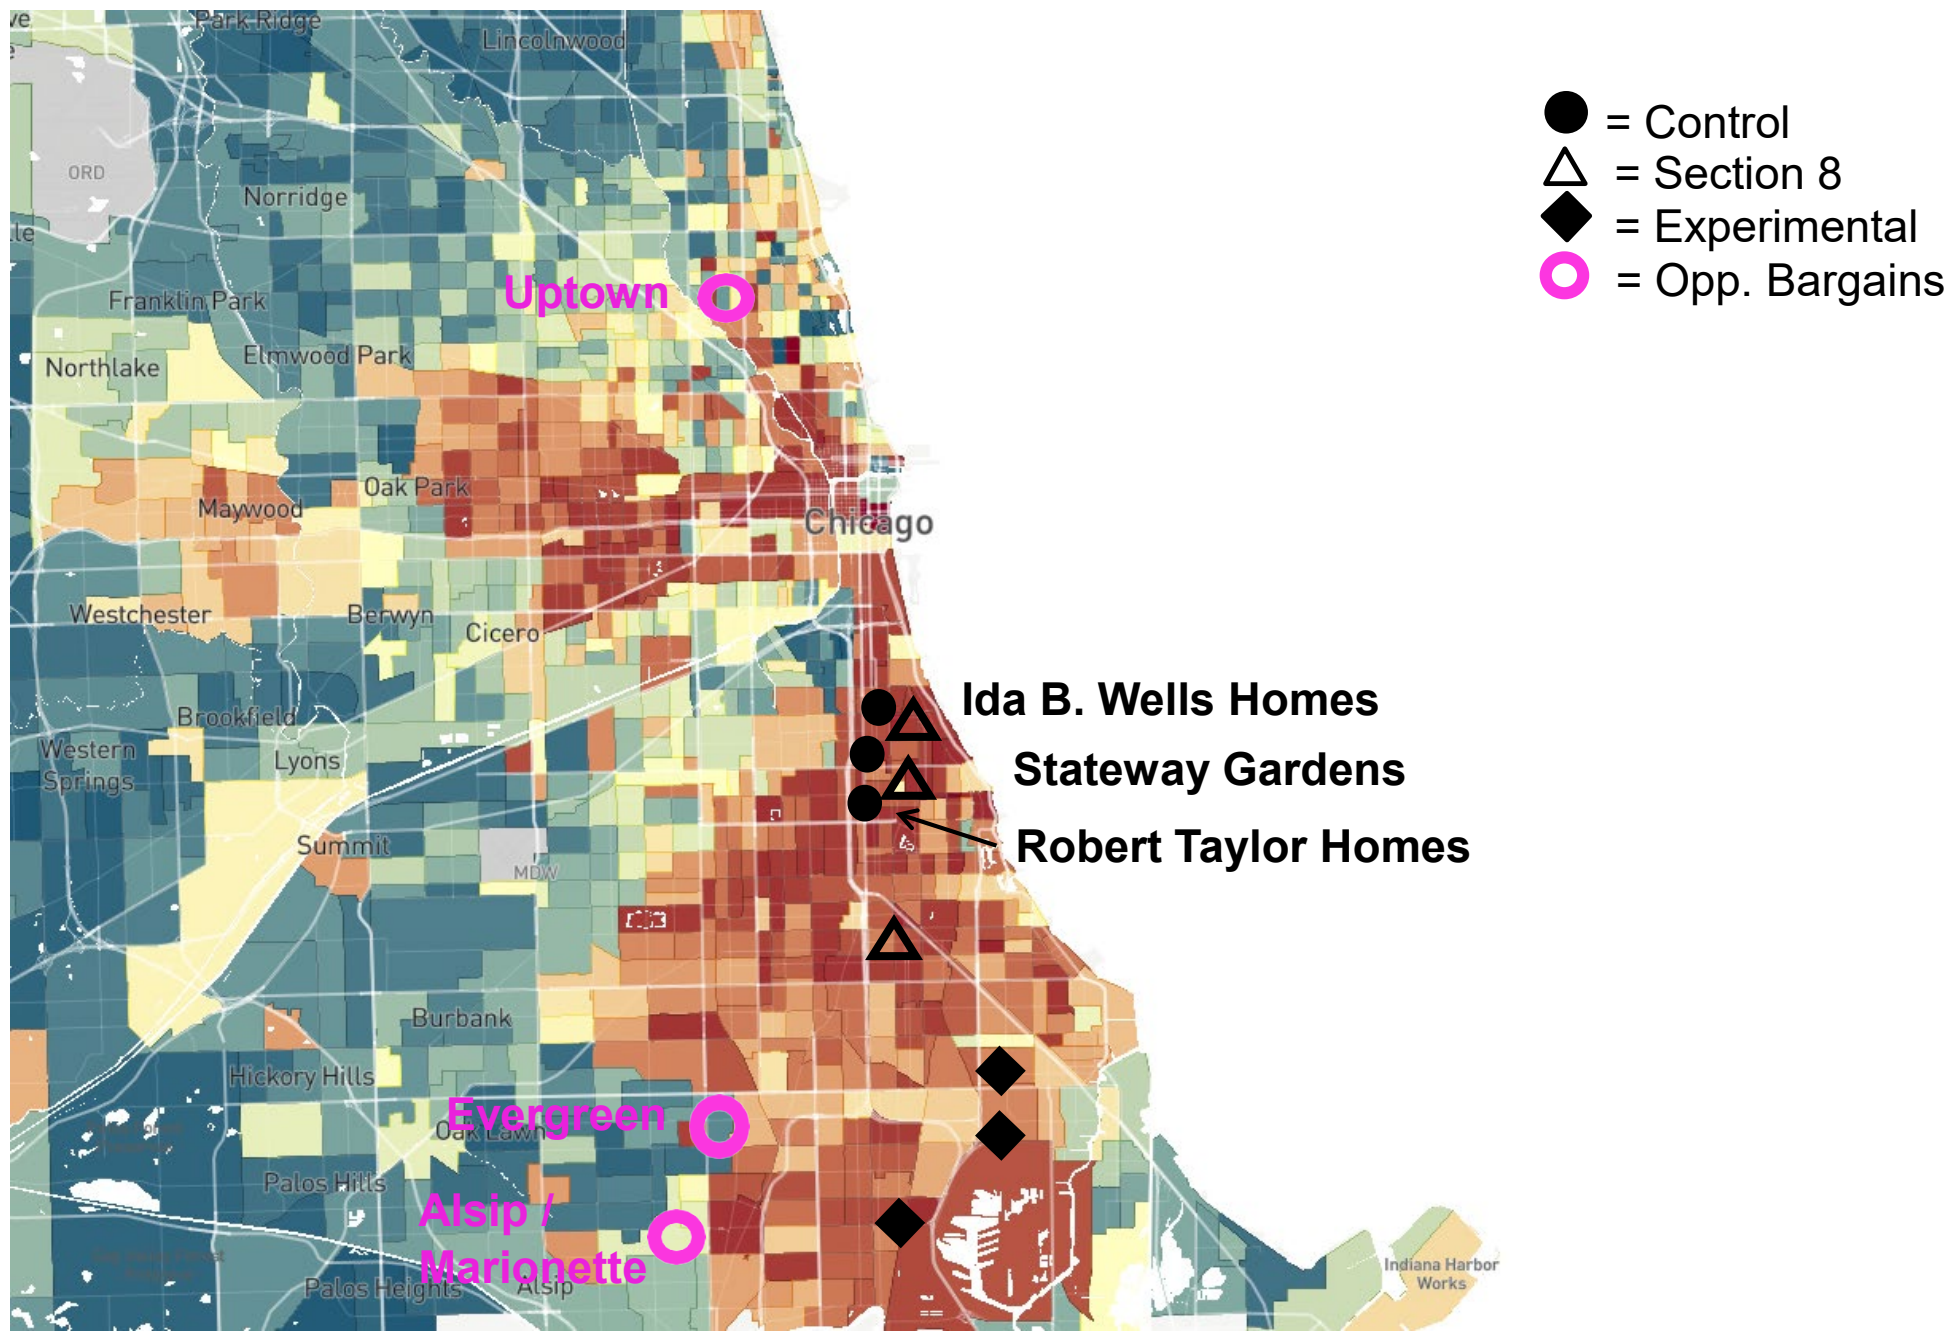 Park Ridge
Lincolnwood
ORD
Norridge
Franklin Park
Northlake
Elmwood Park
Uptown
= Control
= Section 8
= Experimental
= Opp. Bargains
Oak Park
Maywood
Chicago
Westchester
Berwyn
Cicero
Brookfield
Western
Springs
Lyons
Summit
MDW
Ida B. Wells Homes
Stateway Gardens
Robert Taylor Homes
Burbank
Hickory Hills
Evergreen
Oak Lawn
Palos Hills
Alsip /
Marionette
Palos Heights
Alsip
Indiana Harbor
Works